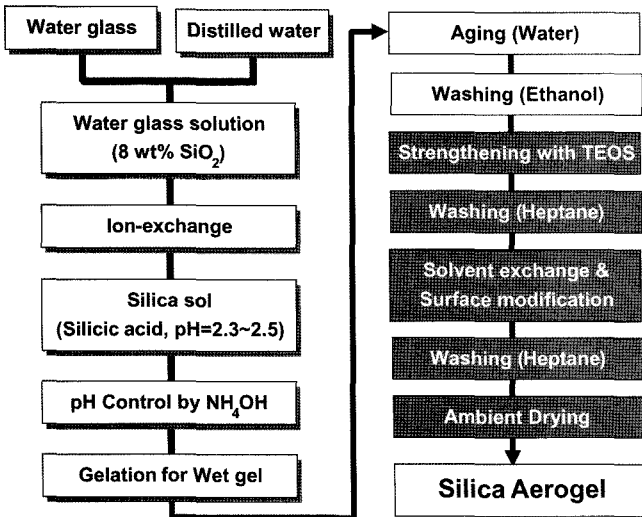 Water glass
Distilled water
Water glass solution
(8 wt% SiO₂)
Ion-exchange
Silica sol
(Silicic acid, pH=2.3~2.5)
pH Control by NH₄OH
Gelation for Wet gel
Aging (Water)
Washing (Ethanol)
Strengthening with TEOS
Washing (Heptane)
Solvent exchange &
Surface modification
Washing (Heptane)
Ambient Drying
Silica Aerogel